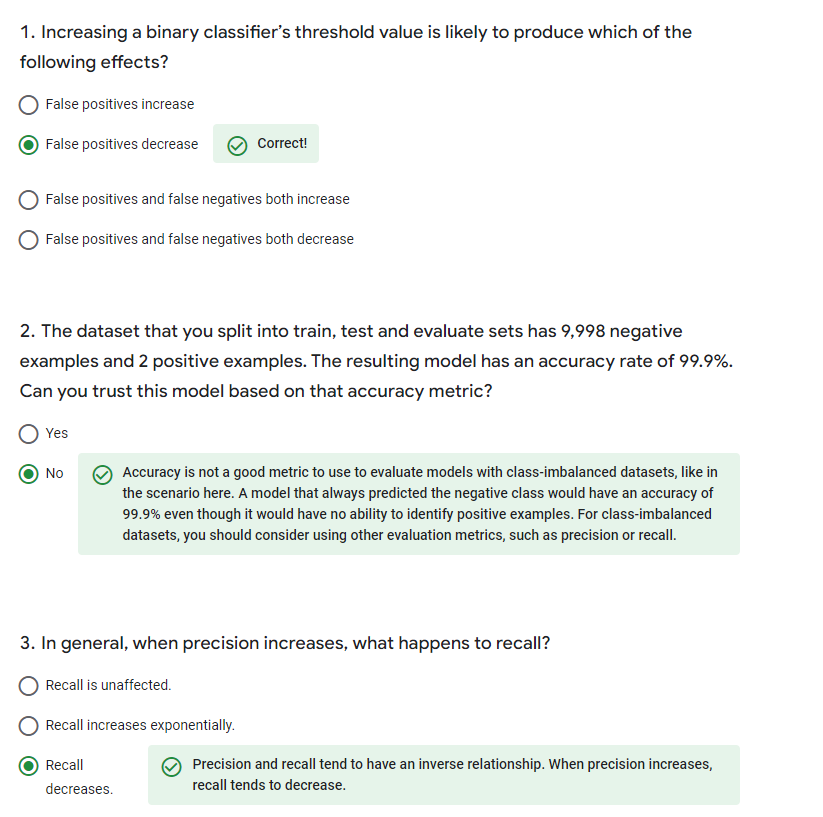 1. Increasing a binary classifier's threshold value is likely to produce which of the
following effects?
False positives increase
False positives decrease
Correct!
False positives and false negatives both increase
False positives and false negatives both decrease
2. The dataset that you split into train, test and evaluate sets has 9,998 negative
examples and 2 positive examples. The resulting model has an accuracy rate of 99.9%.
Can you trust this model based on that accuracy metric?
Yes
No
Accuracy is not a good metric to use to evaluate models with class-imbalanced datasets, like in
the scenario here. A model that always predicted the negative class would have an accuracy of
99.9% even though it would have no ability to identify positive examples. For class-imbalanced
datasets, you should consider using other evaluation metrics, such as precision or recall.
3. In general, when precision increases, what happens to recall?
Recall is unaffected.
Recall increases exponentially.
Recall
decreases.
Precision and recall tend to have an inverse relationship. When precision increases,
recall tends to decrease.